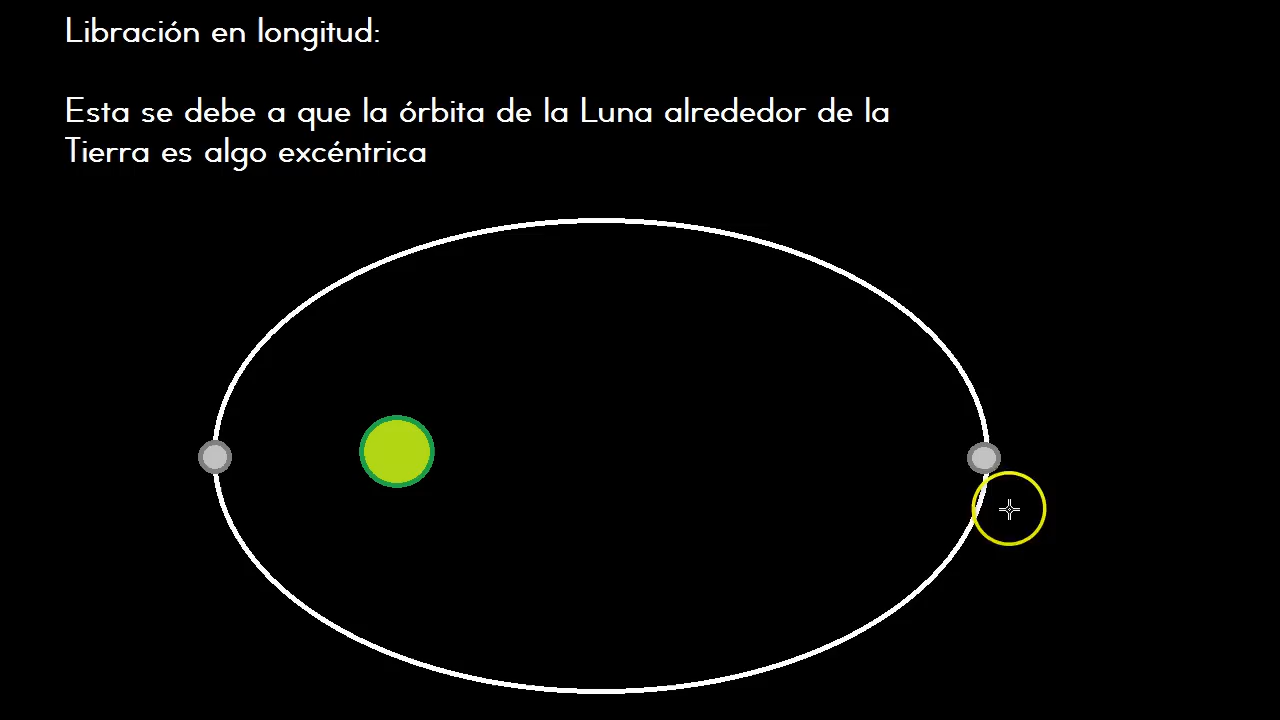 Libración en longitud:
Esta se debe a que la órbita de la Luna alrededor de la
Tierra es algo excéntrica